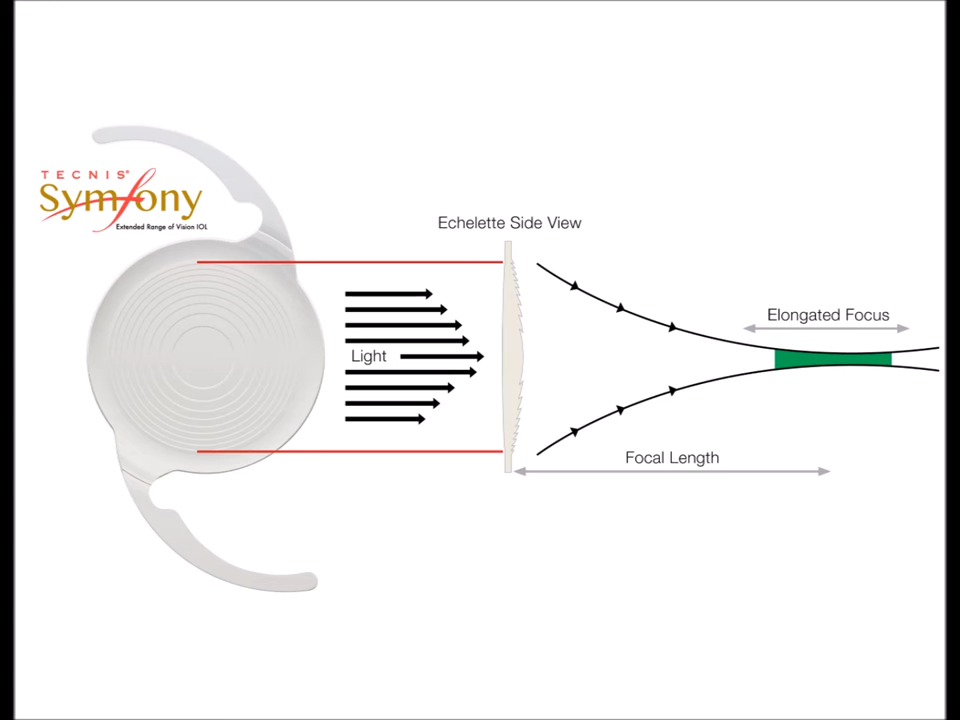 TECNIS®
Symfony
Extended Range of Vision IOL
Echelette Side View
Light
Elongated Focus
Focal Length